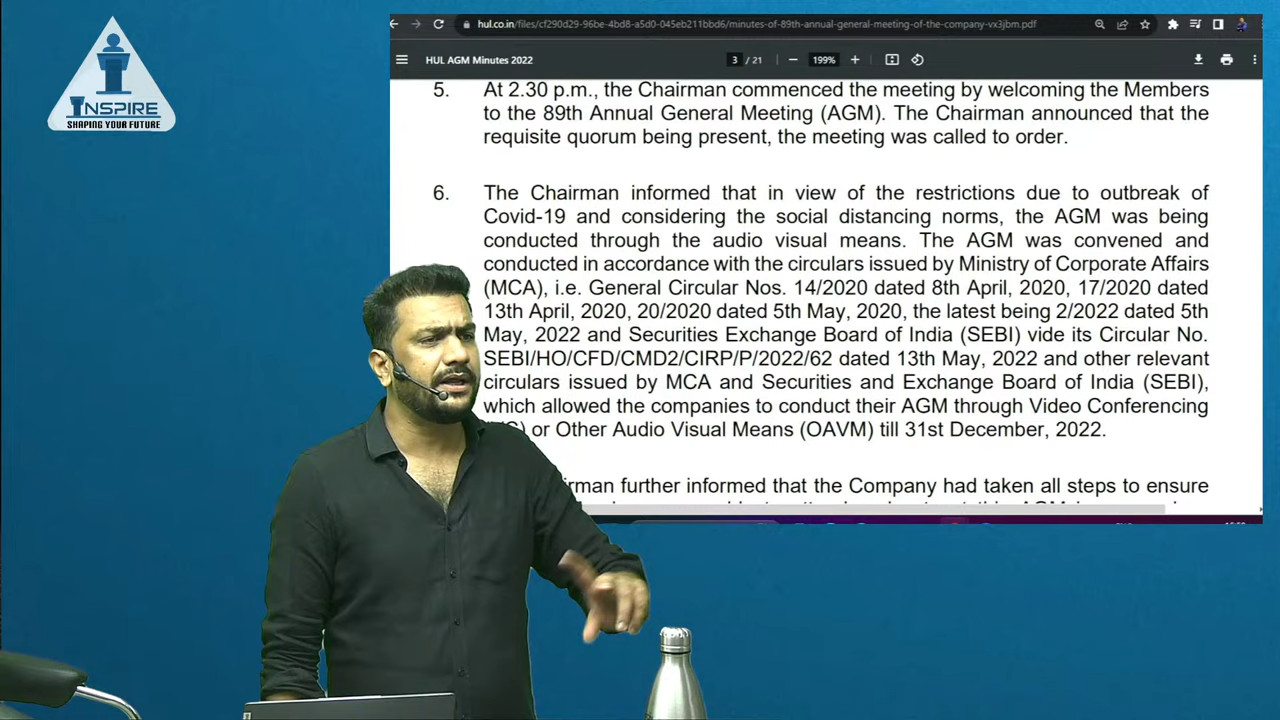 INSPIRE
SHAPING YOUR FUTURE
hul.co.in/files/cf290d29-96be-4bd8-a5d0-045eb211bbd6/minutes-of-89th-annual-general-meeting-of-the-company-vx3jbm.pdf
HUL AGM Minutes 2022
3 / 21
199%
5. At 2.30 p.m., the Chairman commenced the meeting by welcoming the Members
to the 89th Annual General Meeting (AGM). The Chairman announced that the
requisite quorum being present, the meeting was called to order.
6. The Chairman informed that in view of the restrictions due to outbreak of
Covid-19 and considering the social distancing norms, the AGM was being
conducted through the audio visual means. The AGM was convened and
conducted in accordance with the circulars issued by Ministry of Corporate Affairs
(MCA), i.e. General Circular Nos. 14/2020 dated 8th April, 2020, 17/2020 dated
13th April, 2020, 20/2020 dated 5th May, 2020, the latest being 2/2022 dated 5th
May, 2022 and Securities Exchange Board of India (SEBI) vide its Circular No.
SEBI/HO/CFD/CMD2/CIRP/P/2022/62 dated 13th May, 2022 and other relevant
circulars issued by MCA and Securities and Exchange Board of India (SEBI),
which allowed the companies to conduct their AGM through Video Conferencing
or Other Audio Visual Means (OAVM) till 31st December, 2022.
further informed that the Company had taken all steps to ensure